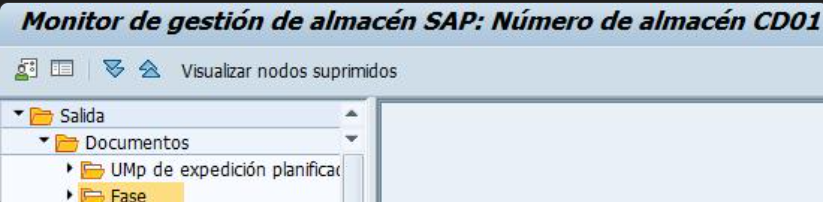 Monitor de gestión de almacén SAP: Número de almacén CD01
Visualizar nodos suprimidos
Salida
Documentos
UMp de expedición planificad
Fase